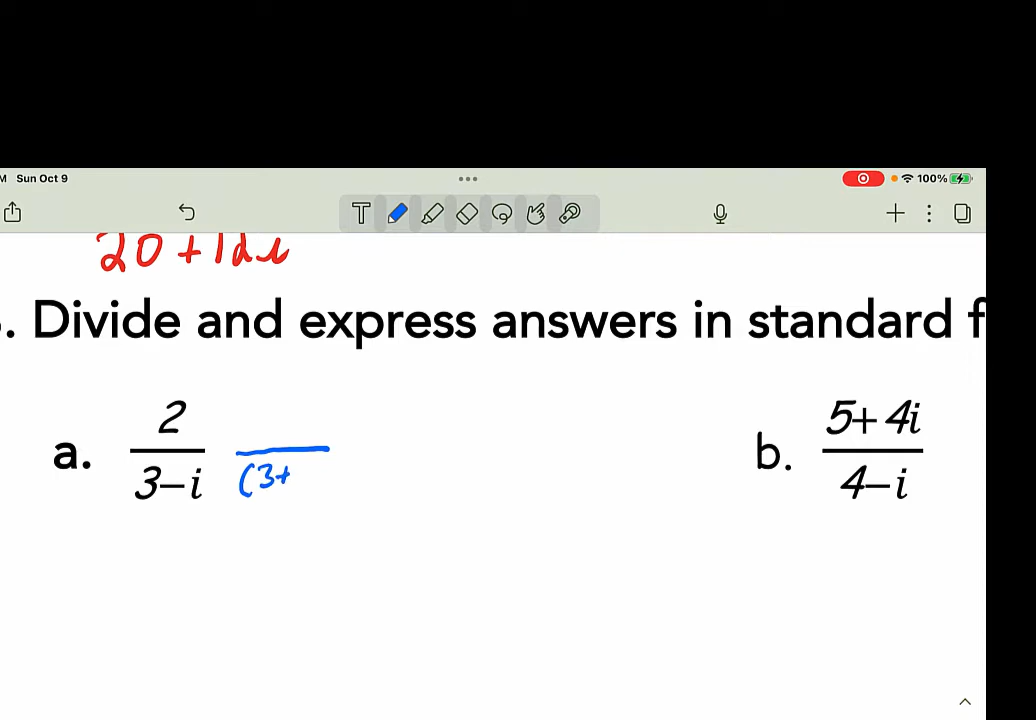 M Sun Oct 9 100%
T
20 + 12i
. Divide and express answers in standard f
a. 2 / 3−i (3+
b. 5+ 4i / 4−i